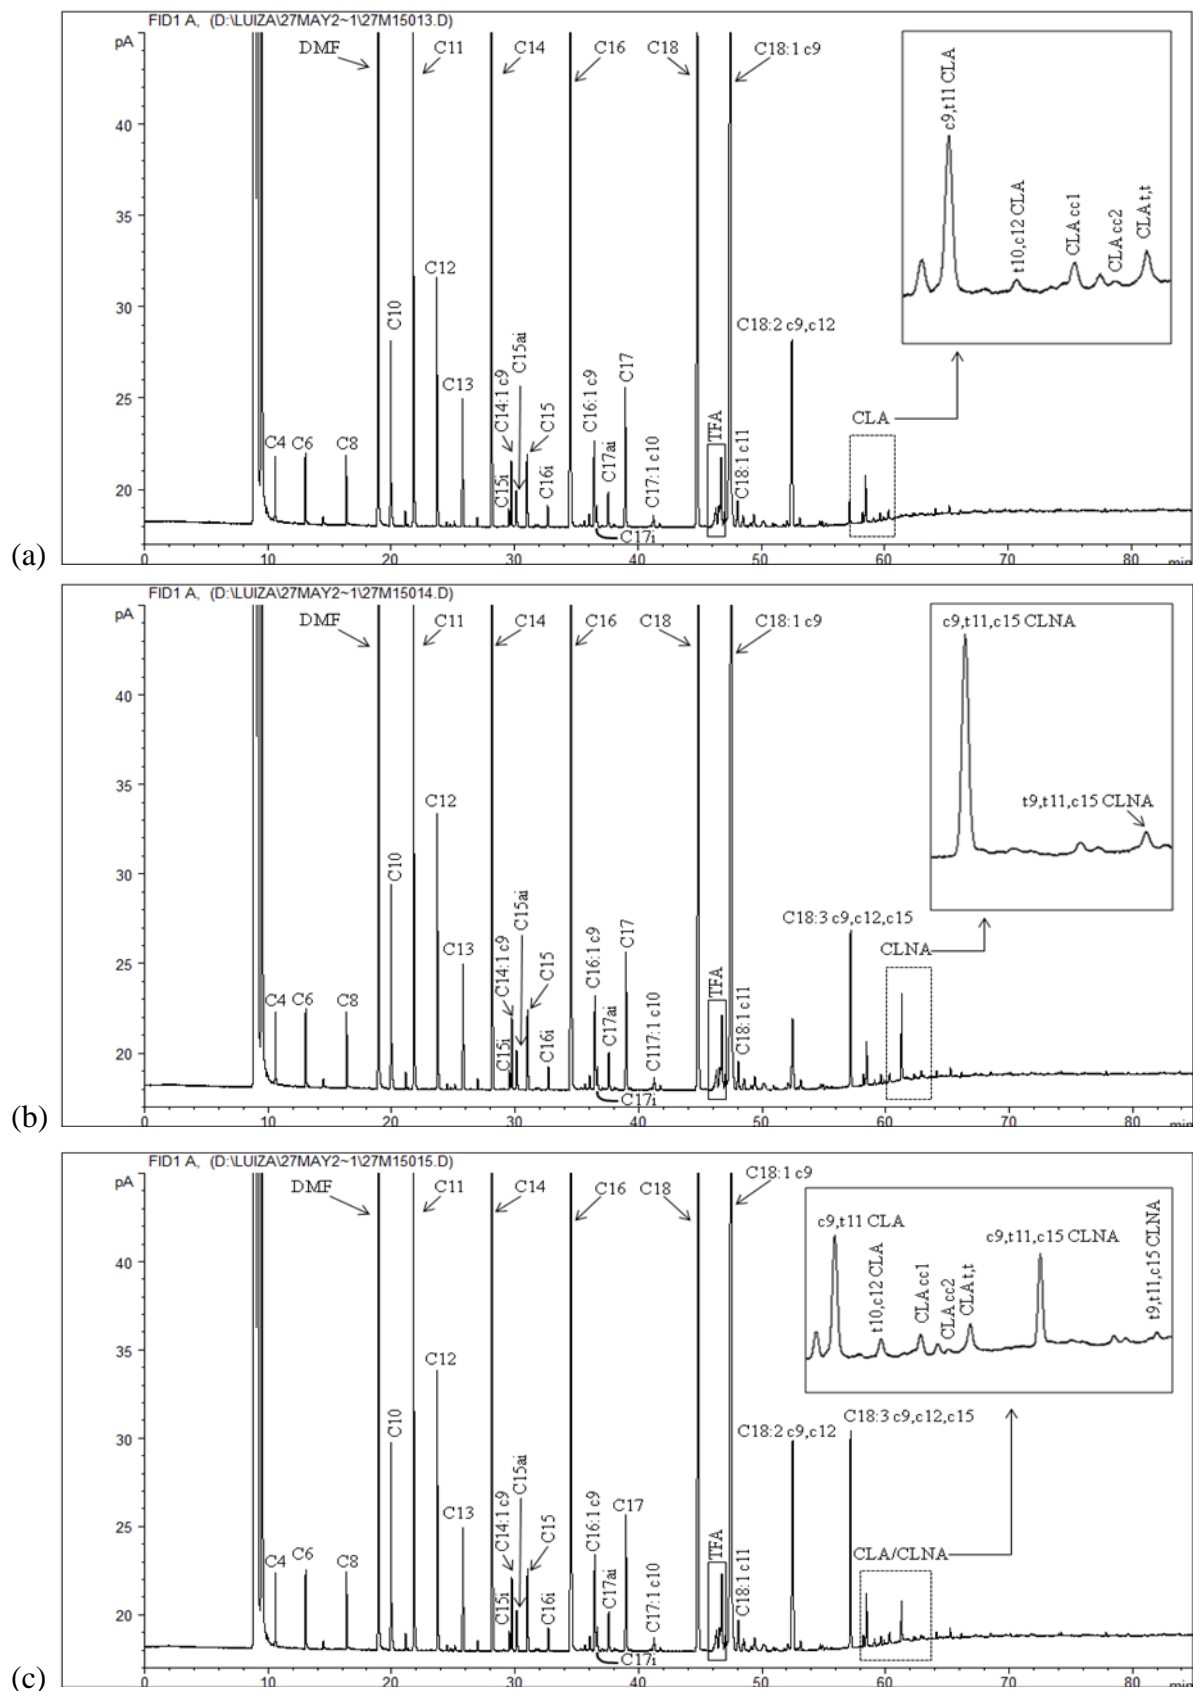 FID1 A, (D:\LUIZA\27MAY2~1\27M15013.D)
pA
DMF
C11
C14
C16
C18
C18:1 c9
c9,t11 CLA
t10,c12 CLA
CLA cc1
CLA cc2
CLA t,t
40
35
30
25
20
C4
C6
C8
C10
C12
C13
C15i
C14:1 c9
C15ai
C15
C16i
C16:1 c9
C17i
C17ai
C17
C17:1 c10
TFA
C18:1 c11
C18:2 c9,c12
CLA
0 10 20 30 40 50 60 70 80 min
(a)
FID1 A, (D:\LUIZA\27MAY2~1\27M15014.D)
pA
DMF
C11
C14
C16
C18
C18:1 c9
c9,t11,c15 CLNA
t9,t11,c15 CLNA
40
35
30
25
20
C4
C6
C8
C10
C12
C13
C15i
C14:1 c9
C15ai
C15
C16i
C16:1 c9
C17i
C17ai
C17
C117:1 c10
TFA
C18:1 c11
C18:3 c9,c12,c15
CLNA
0 10 20 30 40 50 60 70 80 min
(b)
FID1 A, (D:\LUIZA\27MAY2~1\27M15015.D)
pA
DMF
C11
C14
C16
C18
C18:1 c9
c9,t11 CLA
t10,c12 CLA
CLA cc1
CLA cc2
CLA t,t
c9,t11,c15 CLNA
t9,t11,c15 CLNA
40
35
30
25
20
C4
C6
C8
C10
C12
C13
C15i
C14:1 c9
C15ai
C15
C16i
C16:1 c9
C17i
C17ai
C17
C17:1 c10
TFA
C18:1 c11
C18:2 c9,c12
C18:3 c9,c12,c15
CLA/CLNA
0 10 20 30 40 50 60 70 80 min
(c)